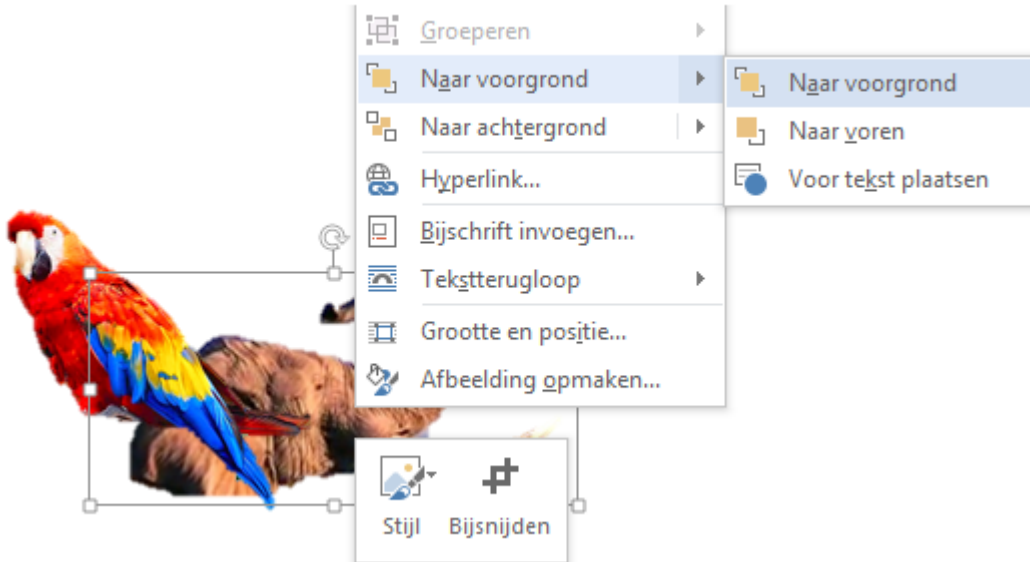 Groeperen
Naar voorgrond
Naar achtergrond
Hyperlink...
Bijschrift invoegen...
Tekstterugloop
Grootte en positie...
Afbeelding opmaken...
Naar voorgrond
Naar voren
Voor tekst plaatsen
Stijl
Bijsnijden